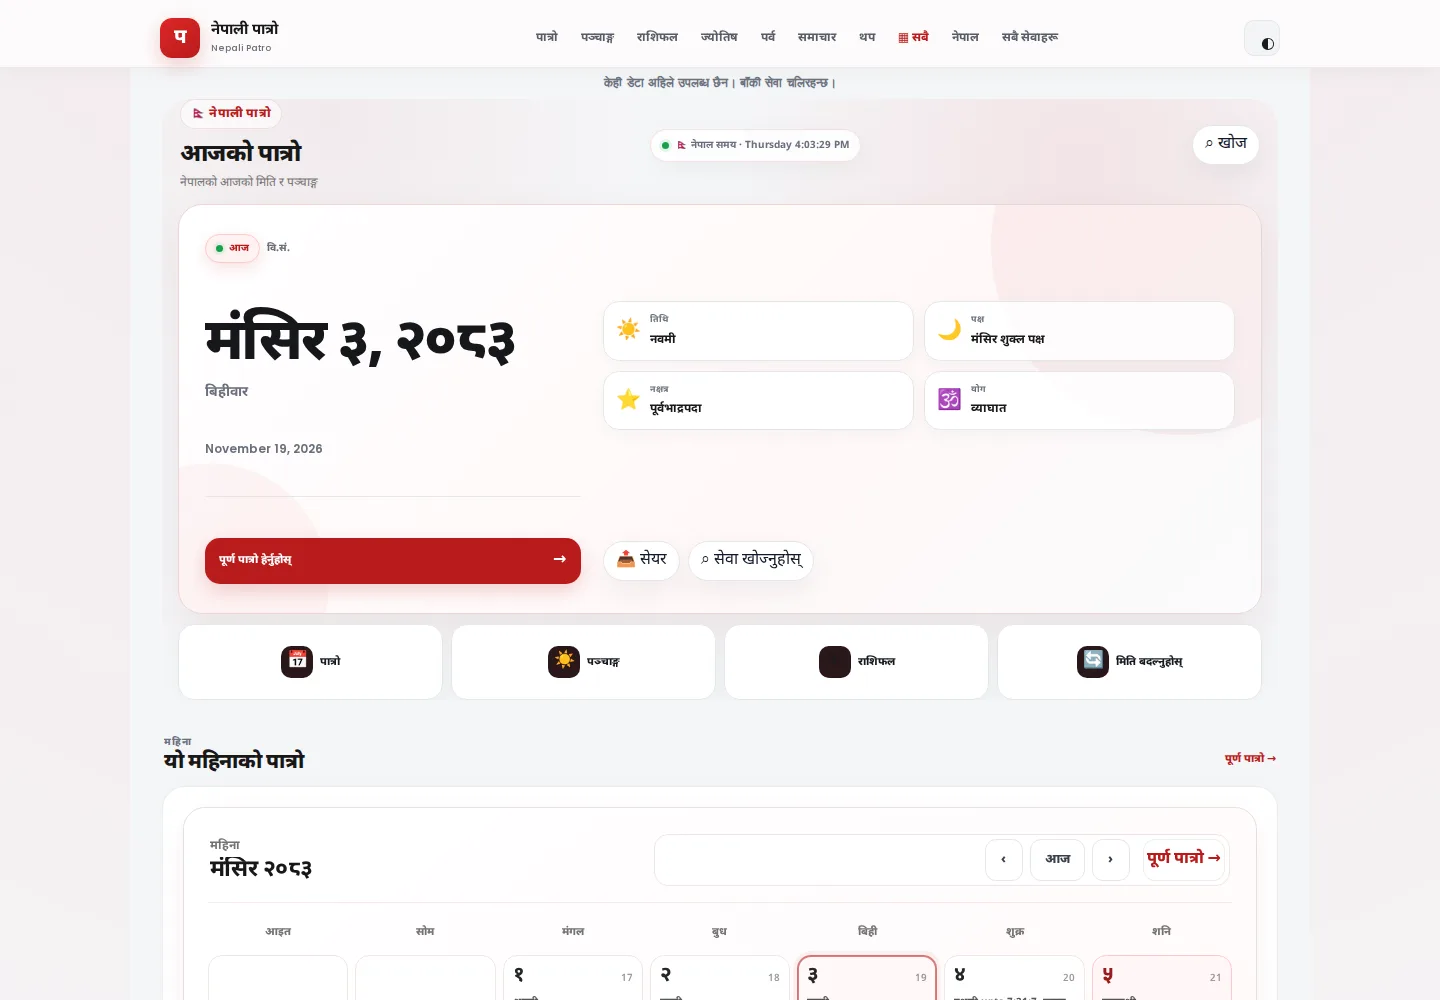 प
नेपाली पात्रो
Nepali Patro
पात्रो पञ्चाङ्ग राशिफल ज्योतिष पर्व समाचार थप ▦ सबै नेपाल सबै सेवाहरू
केही डेटा अहिले उपलब्ध छैन। बाँकी सेवा चलिरहन्छ।
नेपाली पात्रो
आजको पात्रो
नेपालको आजको मिति र पञ्चाङ्ग
नेपाल समय · Thursday 4:03:29 PM
⌕ खोज
आज वि.सं.
मंसिर ३, २०८३
बिहीवार
November 19, 2026
तिथि
नवमी
पक्ष
मंसिर शुक्ल पक्ष
नक्षत्र
पूर्वभाद्रपदा
योग
व्याघात
पूर्ण पात्रो हेर्नुहोस् →
सेयर
⌕ सेवा खोज्नुहोस्
पात्रो
पञ्चाङ्ग
राशिफल
मिति बदल्नुहोस्
महिना
यो महिनाको पात्रो
पूर्ण पात्रो →
महिना
मंसिर २०८३
‹ आज › पूर्ण पात्रो →
आइत सोम मंगल बुध बिही शुक्र शनि
१ 17 २ 18 ३ 19 ४ 20 ५ 21